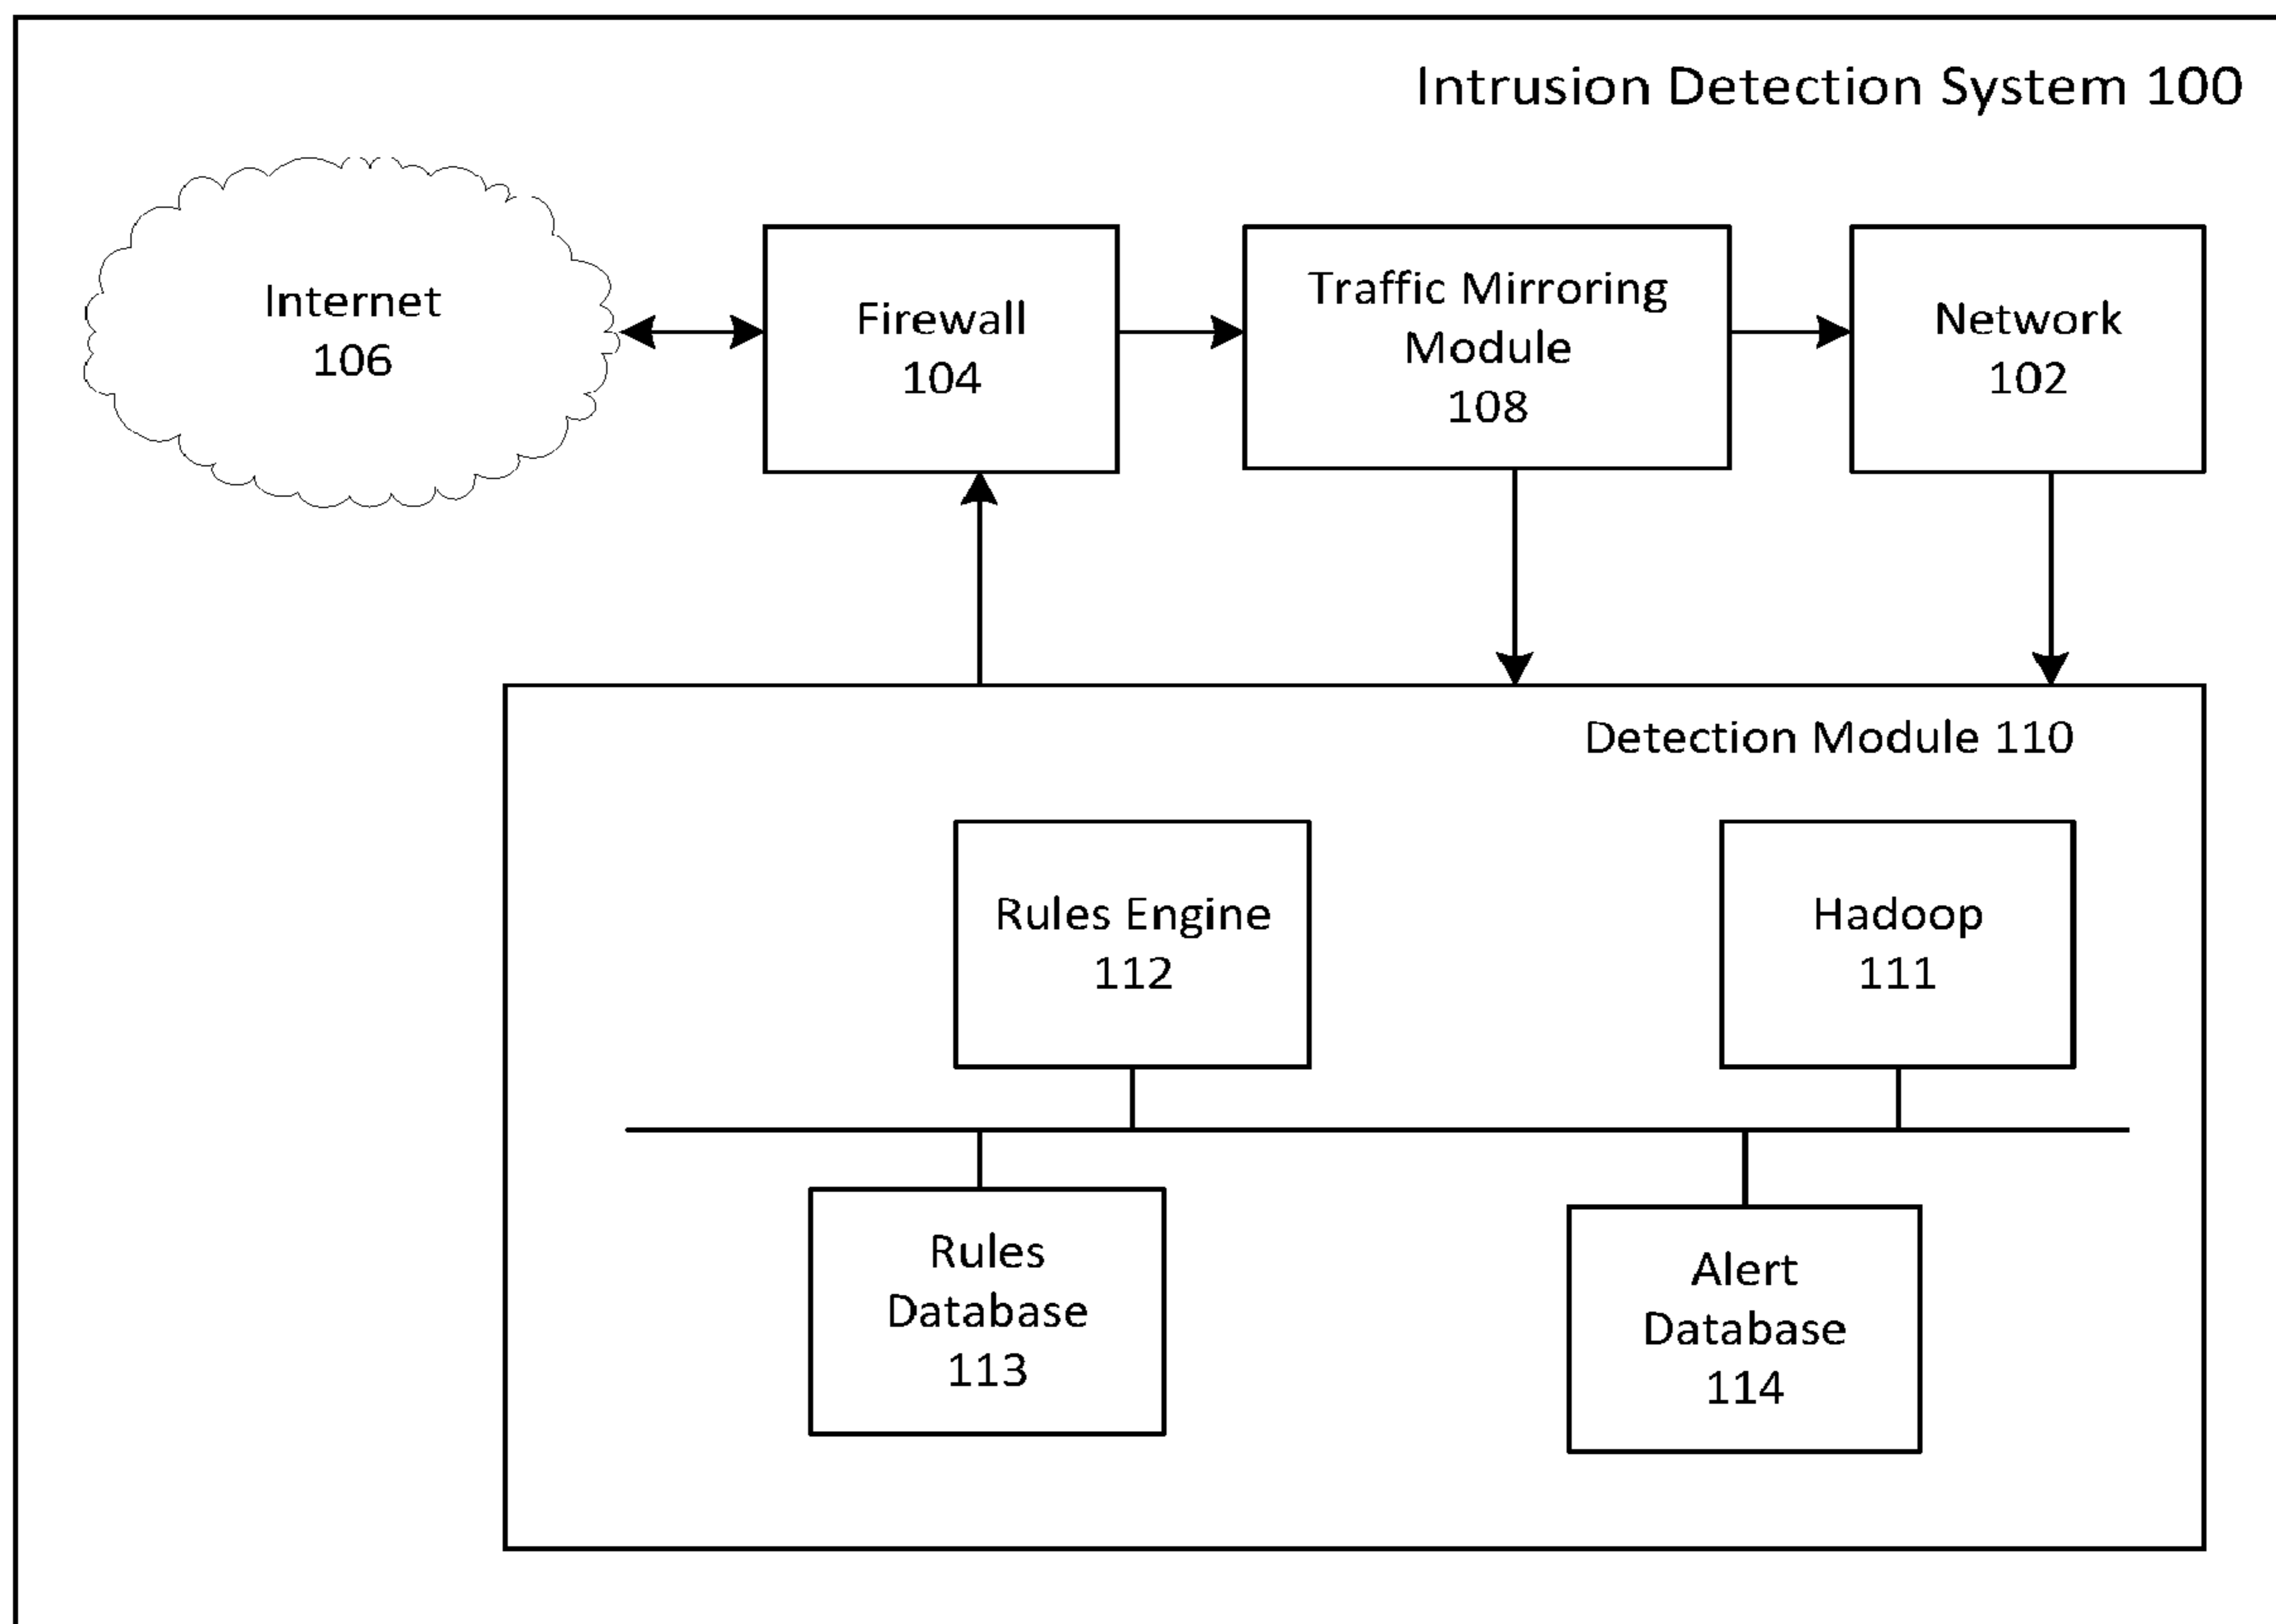 Intrusion Detection System 100
Internet
106
Firewall
104
Traffic Mirroring
Module
108
Network
102
Detection Module 110
Rules Engine
112
Hadoop
111
Rules
Database
113
Alert
Database
114